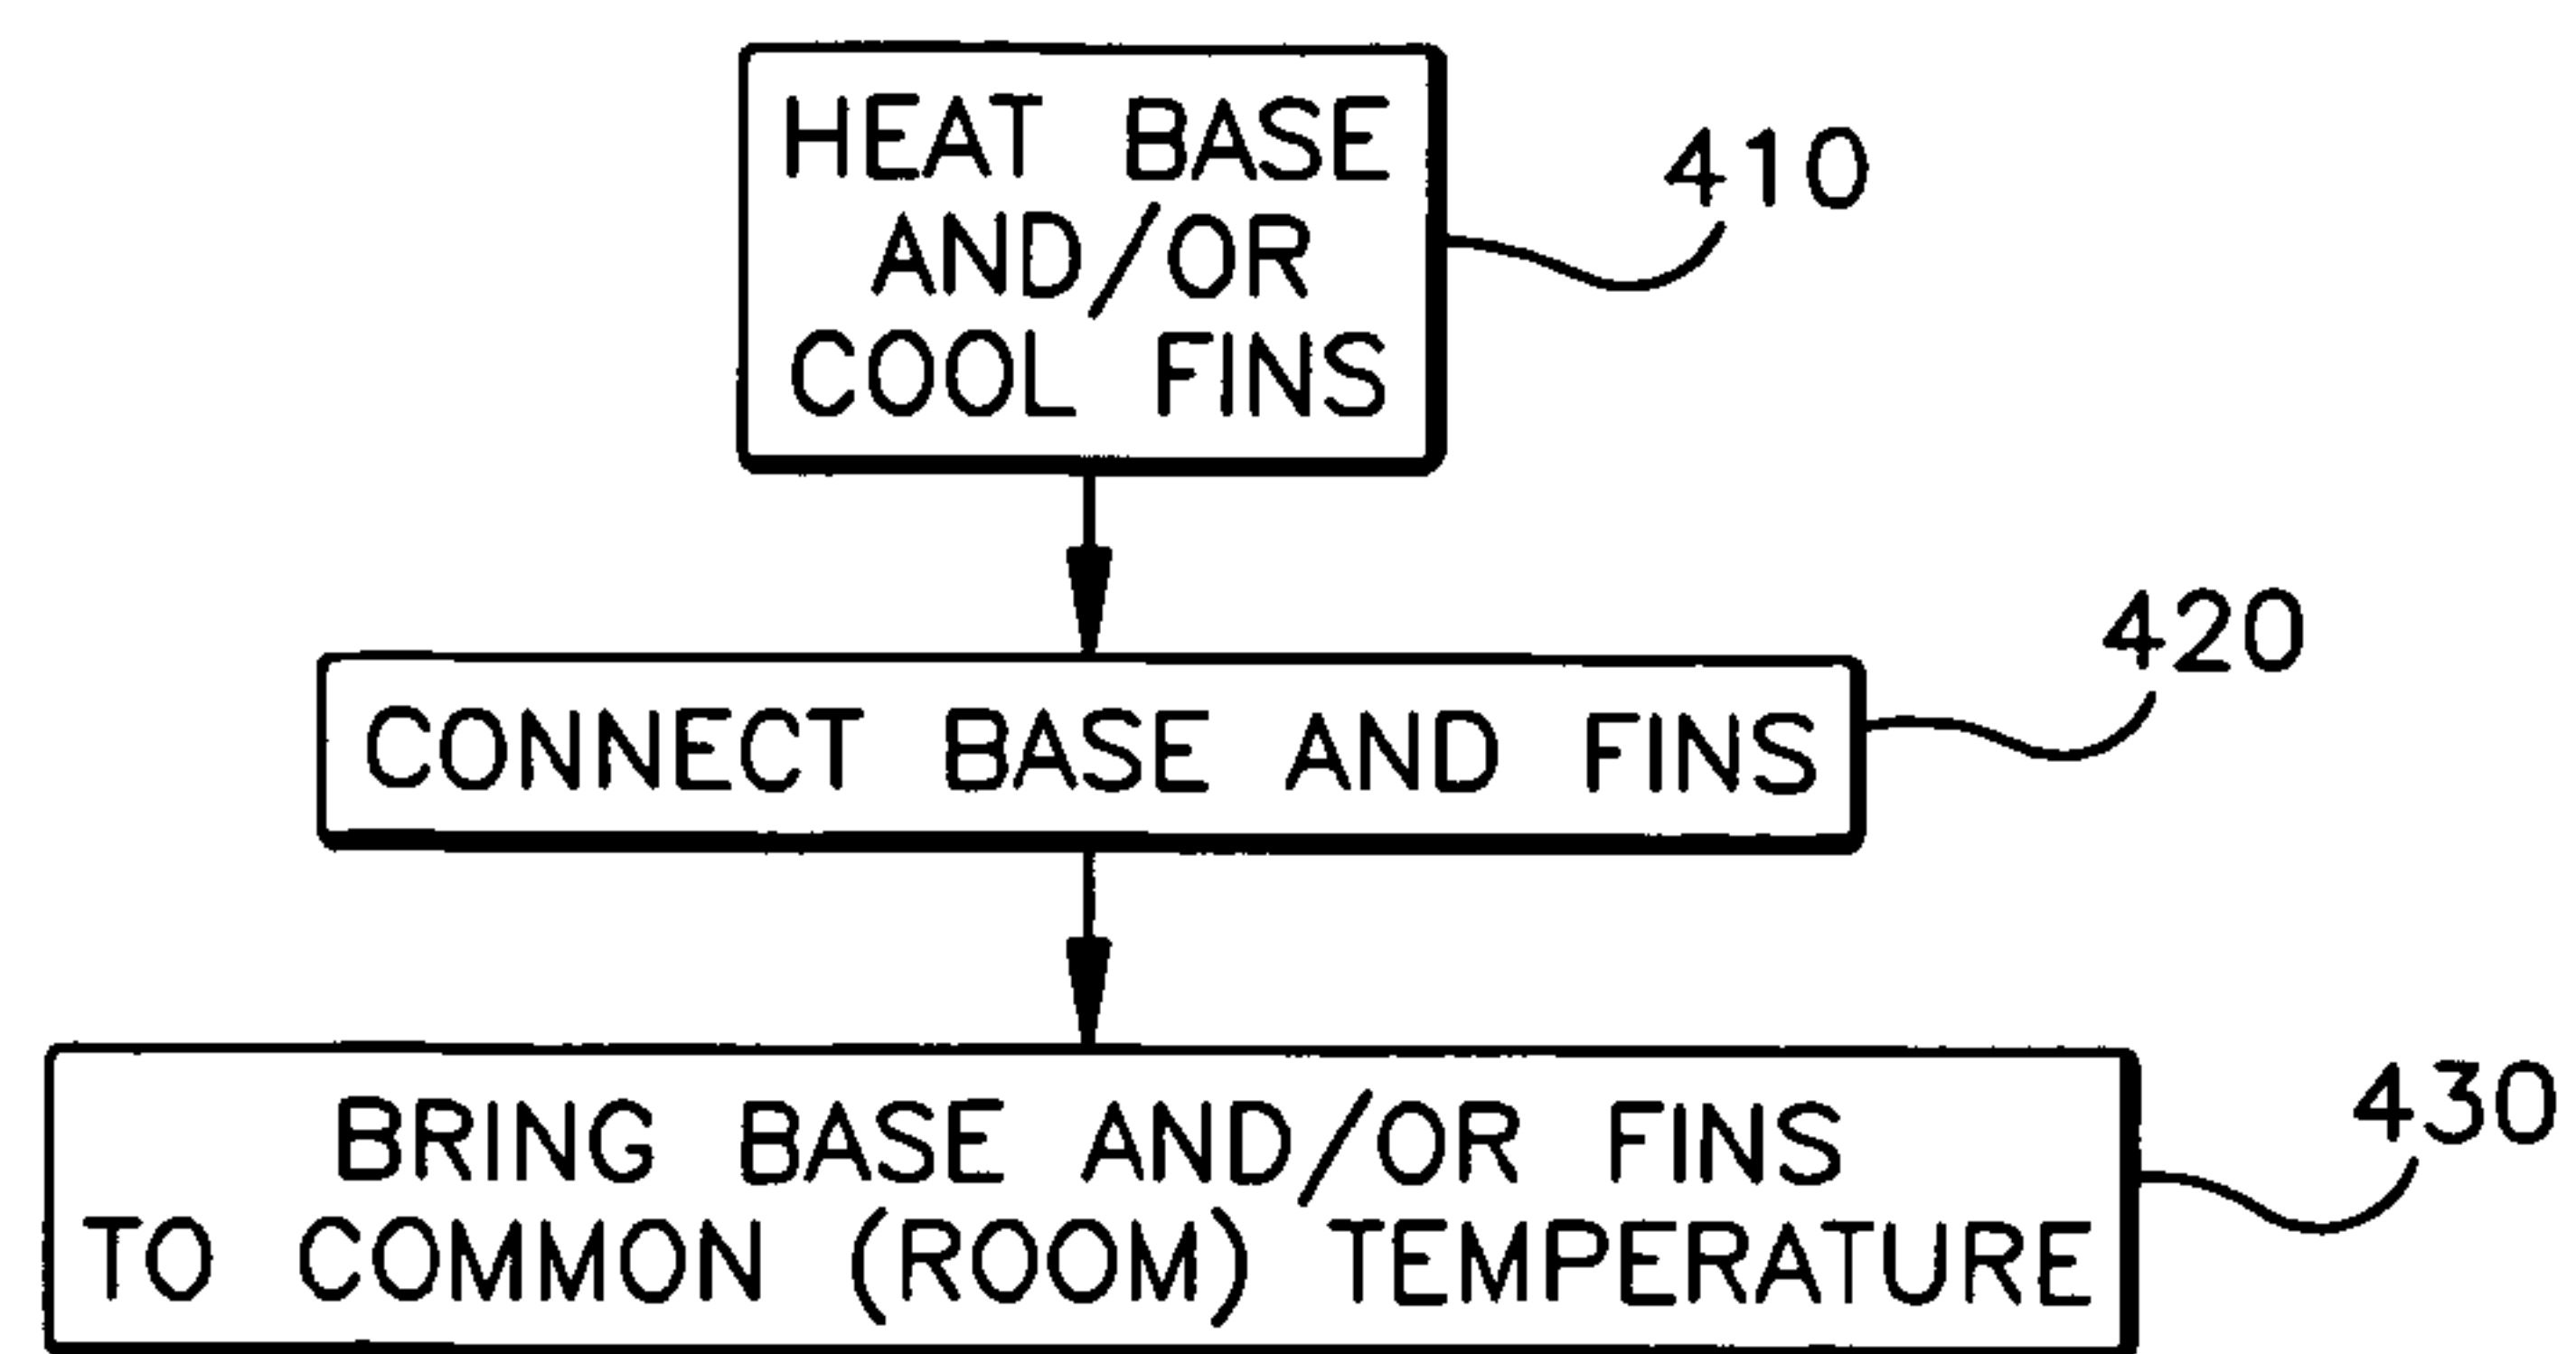 HEAT BASE
AND/OR
COOL FINS
410
CONNECT BASE AND FINS
420
BRING BASE AND/OR FINS
TO COMMON (ROOM) TEMPERATURE
430